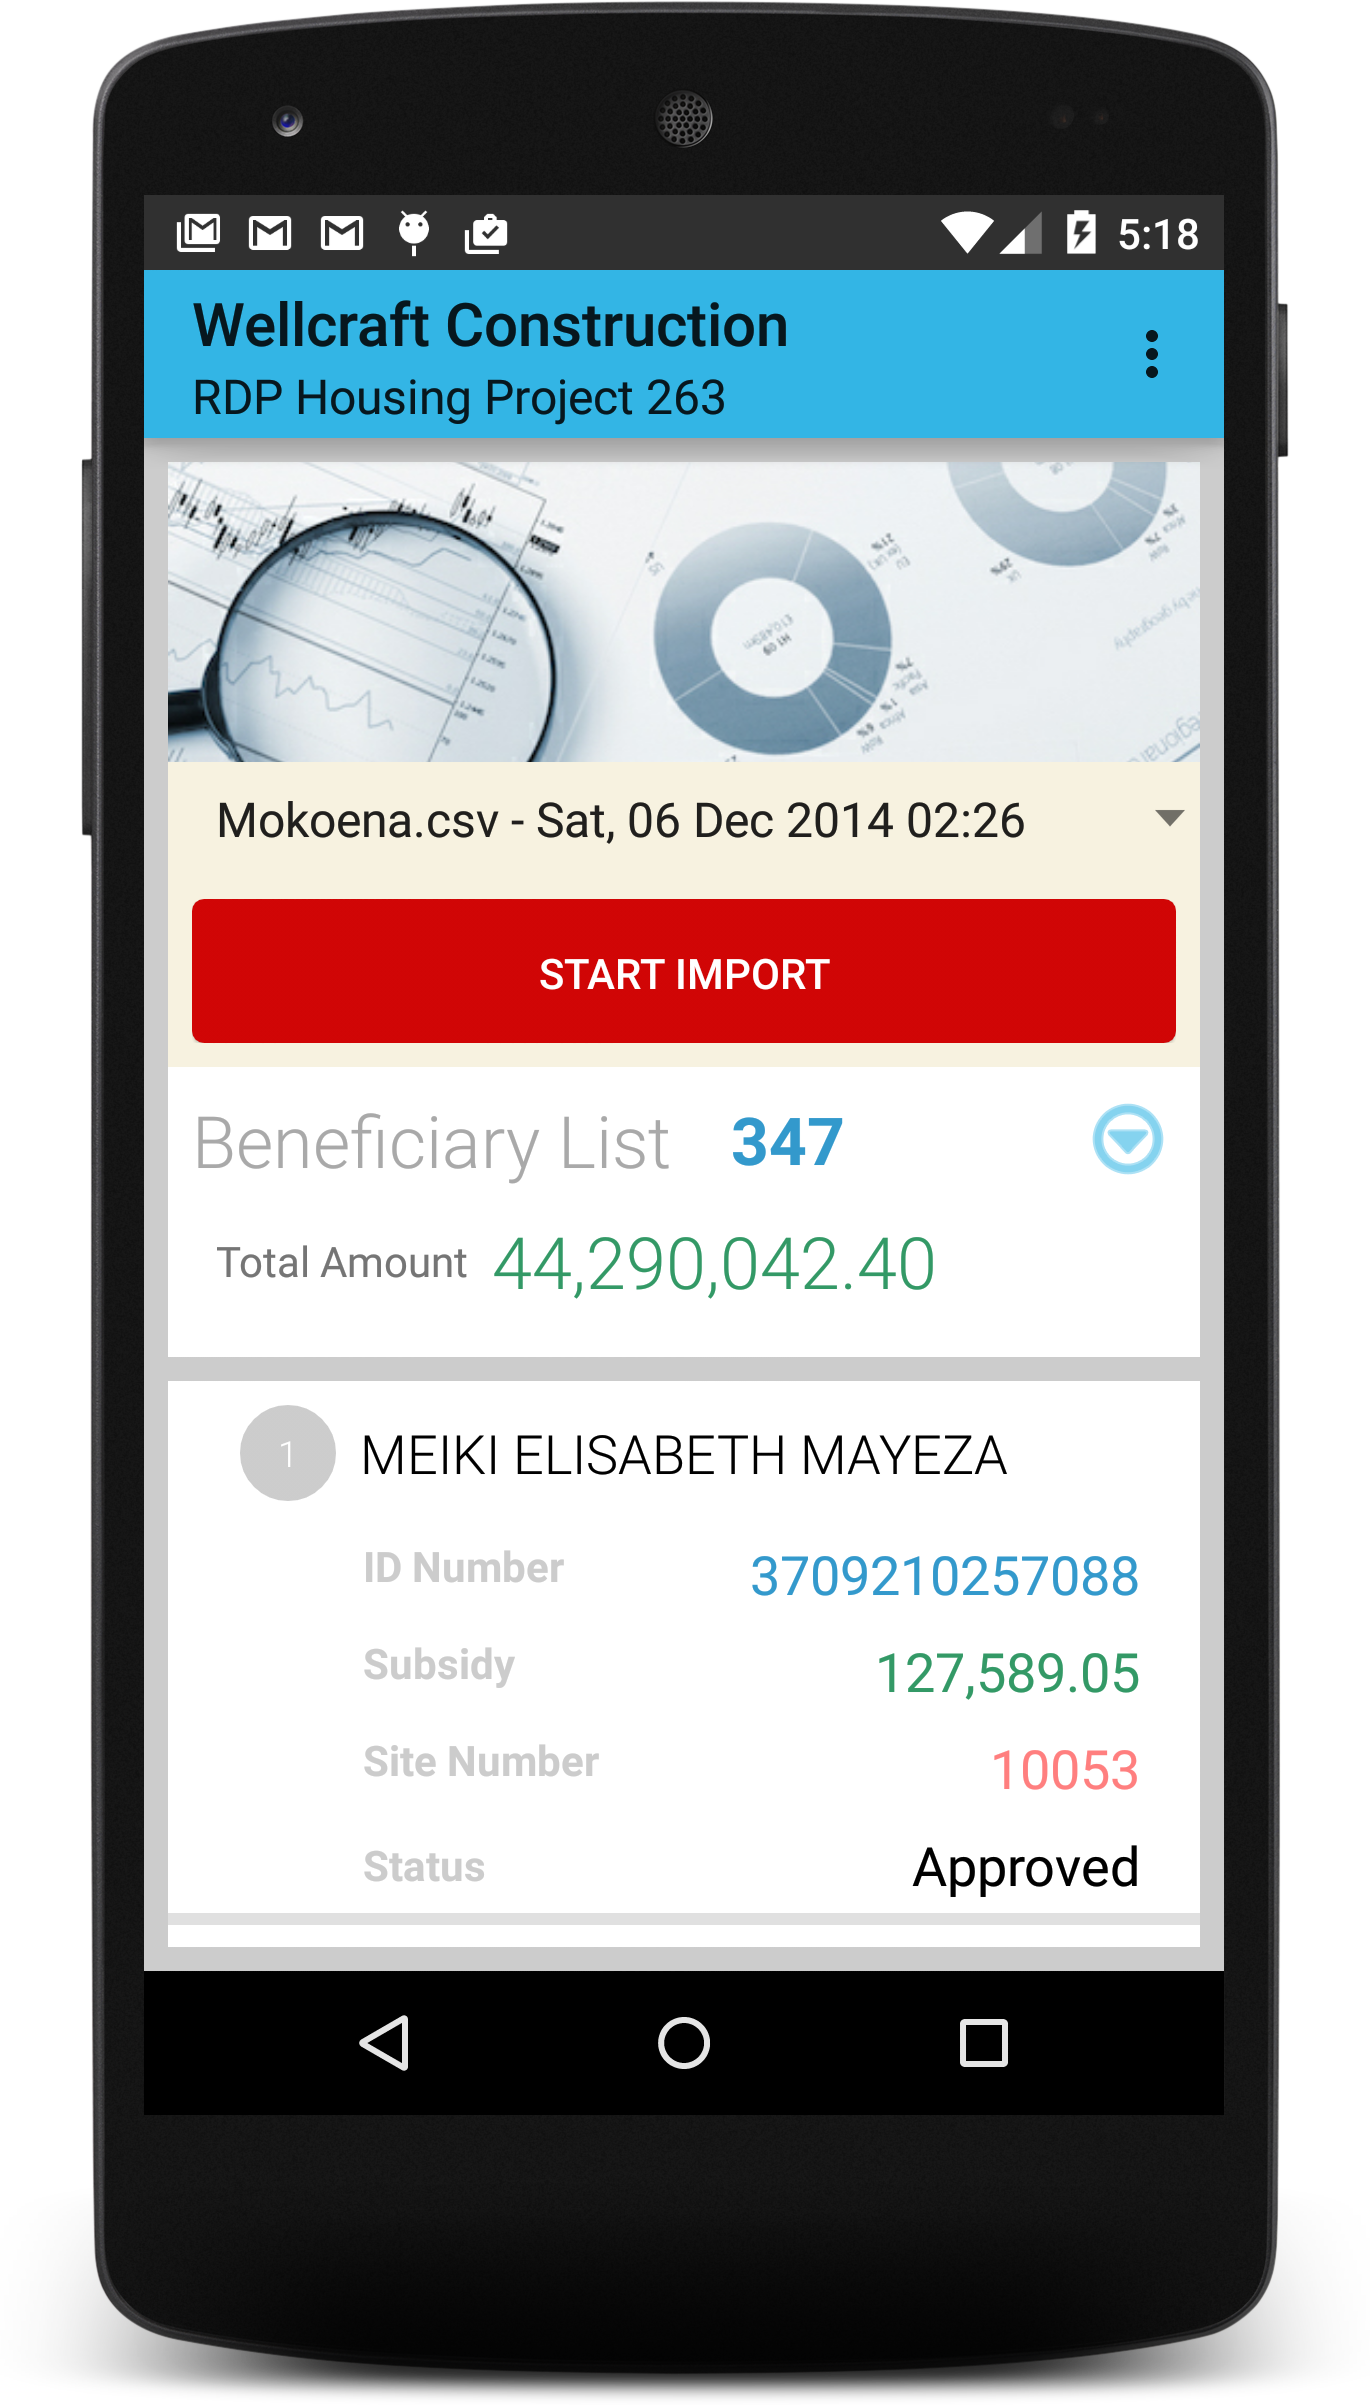 5:18
Wellcraft Construction
RDP Housing Project 263
Mokoena.csv - Sat, 06 Dec 2014 02:26
START IMPORT
Beneficiary List 347
Total Amount 44,290,042.40
1 MEIKI ELISABETH MAYEZA
ID Number 3709210257088
Subsidy 127,589.05
Site Number 10053
Status Approved